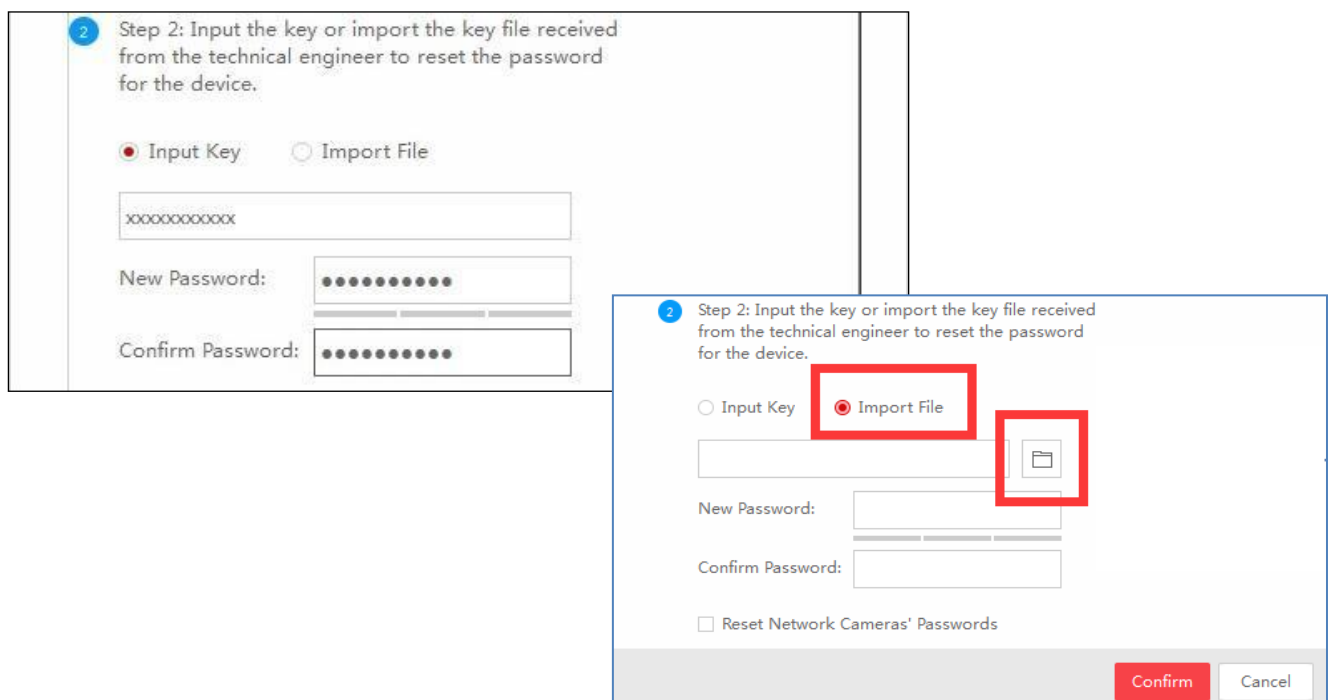 2
Step 2: Input the key or import the key file received
from the technical engineer to reset the password
for the device.
Input Key Import File
xxxxxxxxxxx
New Password: ●●●●●●●●●●
Confirm Password: ●●●●●●●●●●
2
Step 2: Input the key or import the key file received
from the technical engineer to reset the password
for the device.
Input Key Import File
New Password:
Confirm Password:
Reset Network Cameras' Passwords
Confirm Cancel